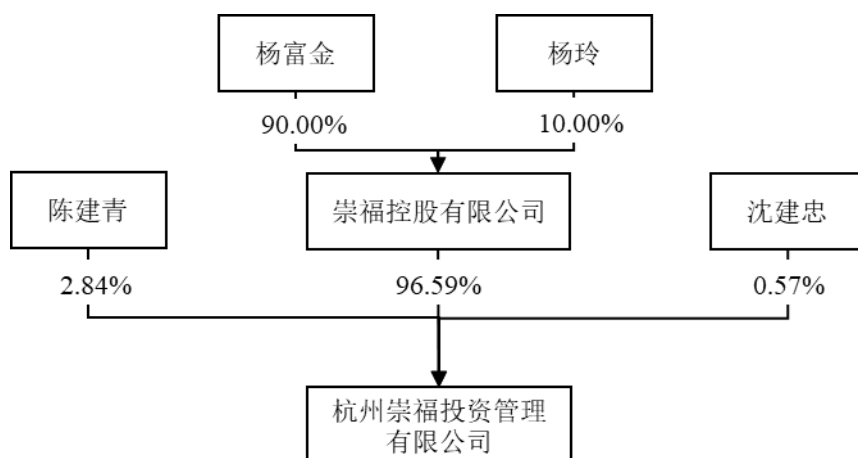 杨富金
杨玲
90.00%
10.00%
陈建青
崇福控股有限公司
沈建忠
2.84%
96.59%
0.57%
杭州崇福投资管理
有限公司